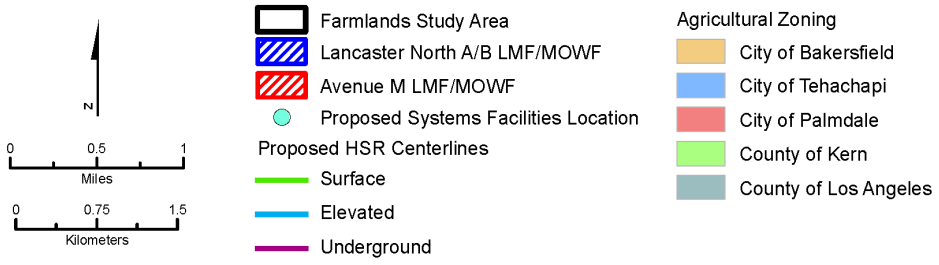 N
0 0.5 1
Miles
0 0.75 1.5
Kilometers
Farmlands Study Area
Lancaster North A/B LMF/MOWF
Avenue M LMF/MOWF
Proposed Systems Facilities Location
Proposed HSR Centerlines
Surface
Elevated
Underground
Agricultural Zoning
City of Bakersfield
City of Tehachapi
City of Palmdale
County of Kern
County of Los Angeles